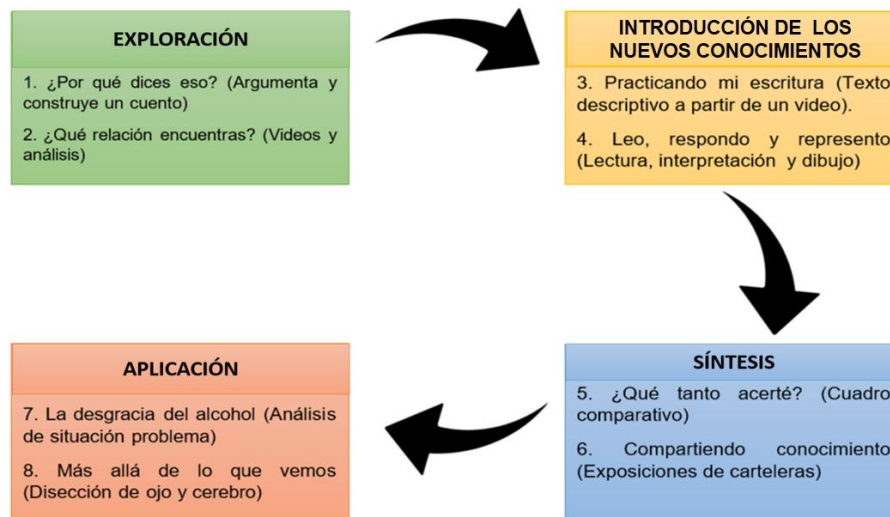 EXPLORACIÓN
1. ¿Por qué dices eso? (Argumenta y
construye un cuento)
2. ¿Qué relación encuentras? (Videos y
análisis)
INTRODUCCIÓN DE LOS
NUEVOS CONOCIMIENTOS
3. Practicando mi escritura (Texto
descriptivo a partir de un video).
4. Leo, respondo y represento
(Lectura, interpretación y dibujo)
SÍNTESIS
5. ¿Qué tanto acerté? (Cuadro
comparativo)
6. Compartiendo conocimiento
(Exposiciones de carteleras)
APLICACIÓN
7. La desgracia del alcohol (Análisis
de situación problema)
8. Más allá de lo que vemos
(Disección de ojo y cerebro)